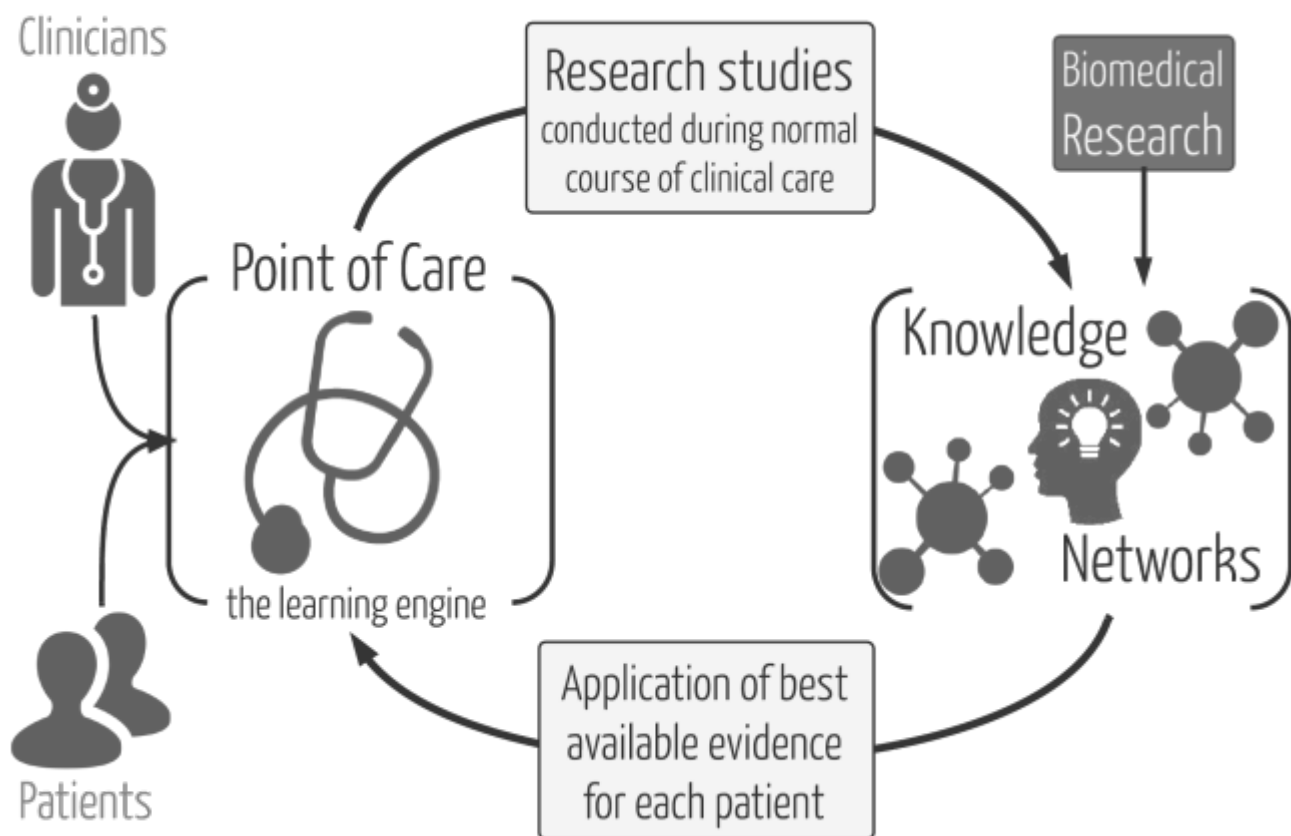 Clinicians
Research studies
conducted during normal
course of clinical care
Biomedical
Research
Point of Care
the learning engine
Knowledge
Networks
Application of best
available evidence
for each patient
Patients